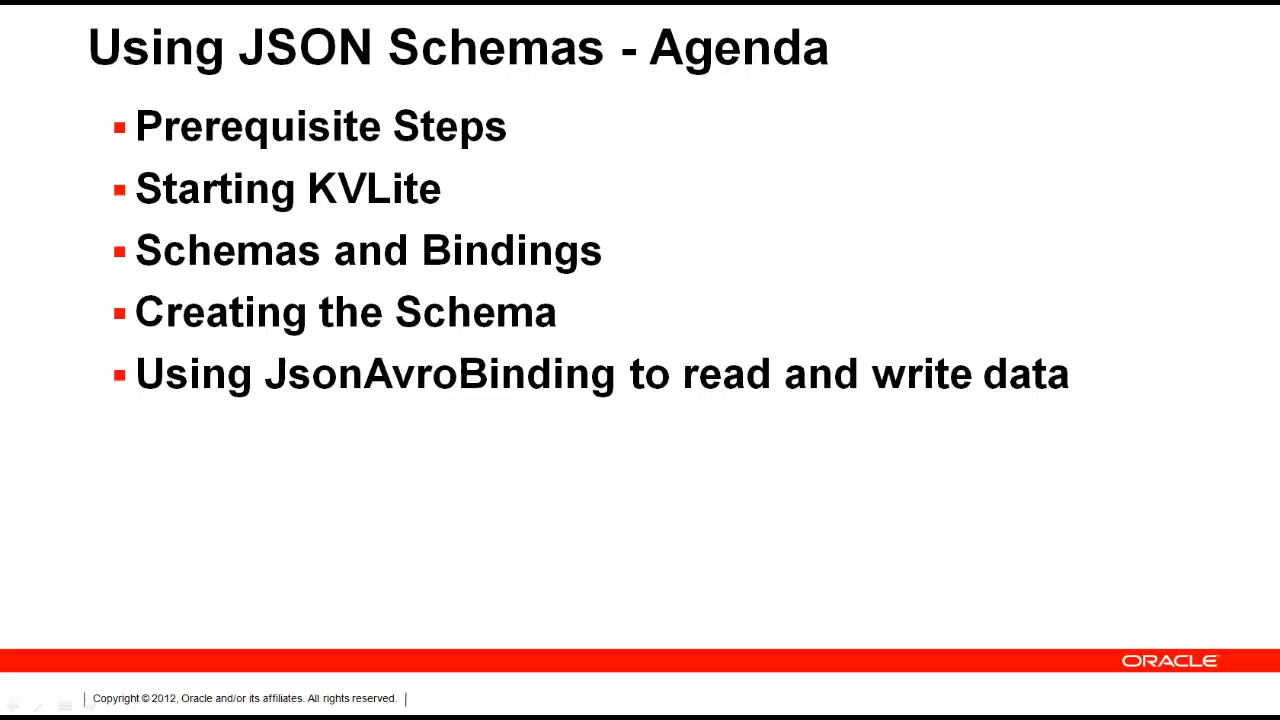 Using JSON Schemas - Agenda
Prerequisite Steps
Starting KVLite
Schemas and Bindings
Creating the Schema
Using JsonAvroBinding to read and write data
ORACLE
Copyright © 2012, Oracle and/or its affiliates. All rights reserved.